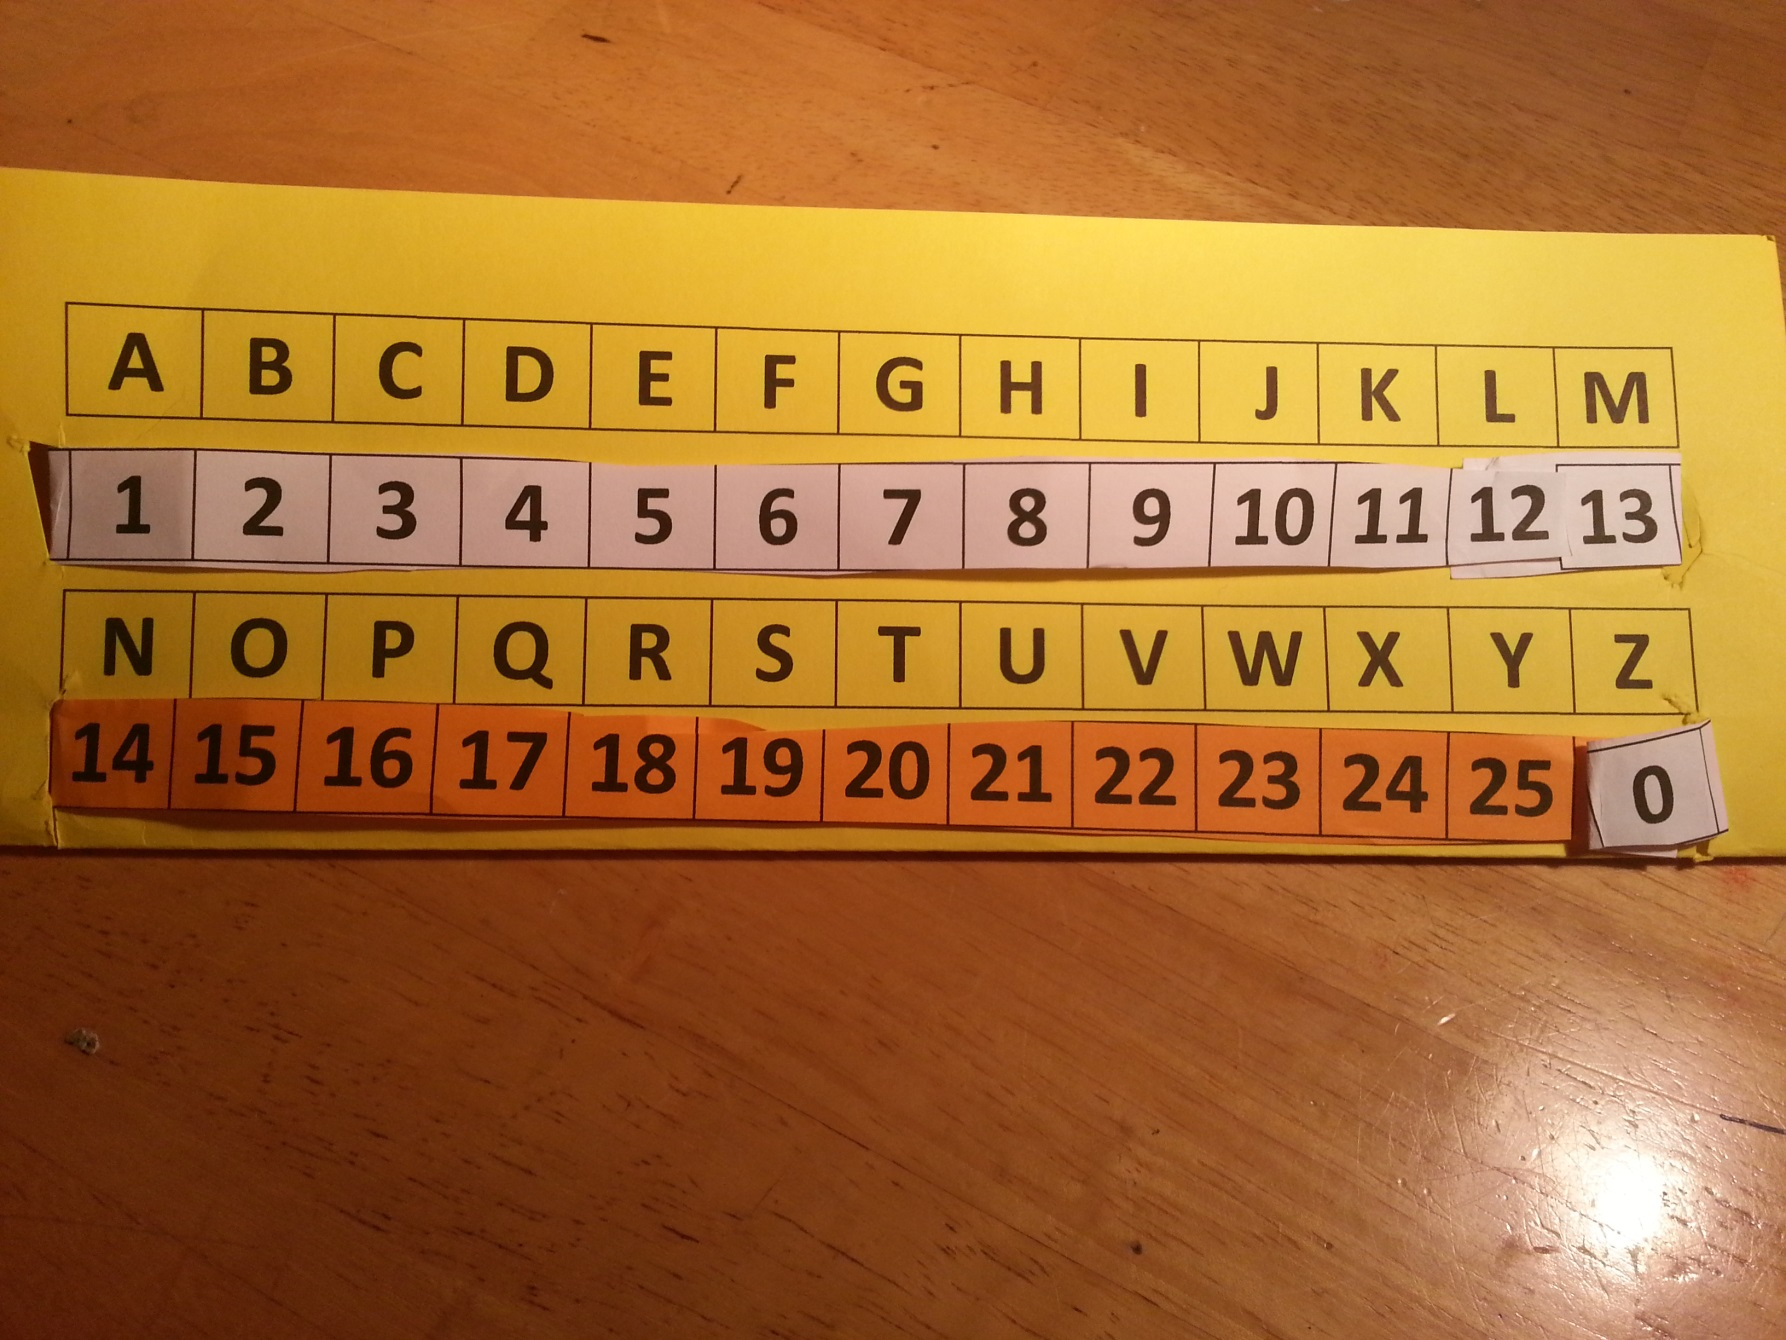 A B C D E F G H I J K L M
1 2 3 4 5 6 7 8 9 10 11 12 13
N O P Q R S T U V W X Y Z
14 15 16 17 18 19 20 21 22 23 24 25 0